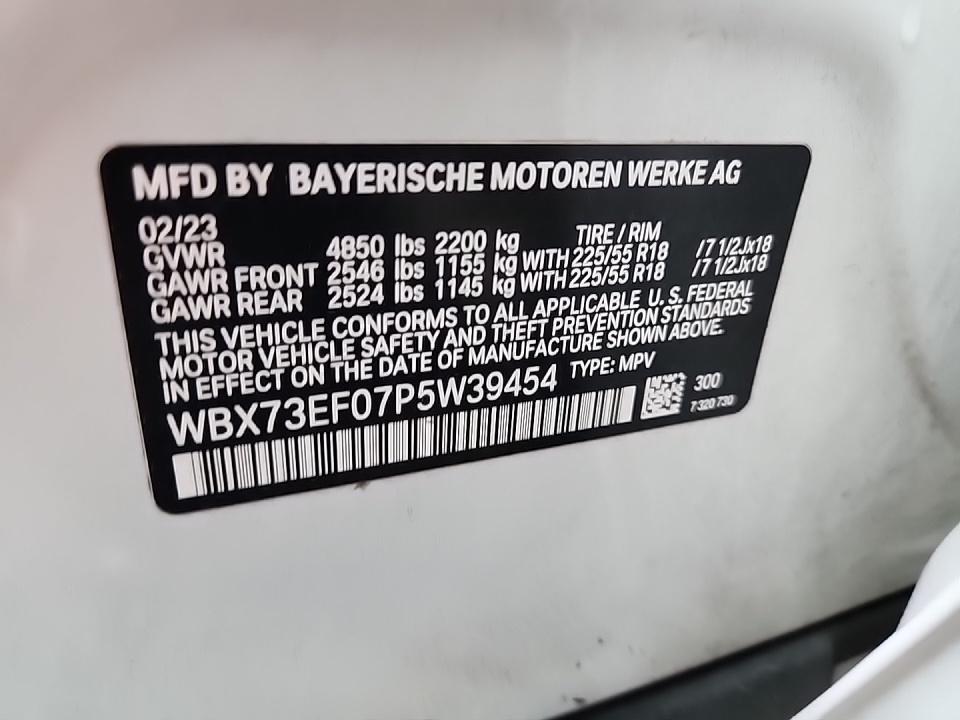 MFD BY BAYERISCHE MOTOREN WERKE AG
02/23 TIRE / RIM
GVWR 4850 lbs 2200 kg
GAWR FRONT 2546 lbs 1155 kg WITH 225/55 R18 /7 1/2Jx18
GAWR REAR 2524 lbs 1145 kg WITH 225/55 R18 /7 1/2Jx18
THIS VEHICLE CONFORMS TO ALL APPLICABLE U. S. FEDERAL
MOTOR VEHICLE SAFETY AND THEFT PREVENTION STANDARDS
IN EFFECT ON THE DATE OF MANUFACTURE SHOWN ABOVE.
WBX73EF07P5W39454 TYPE: MPV
300
7 320 730